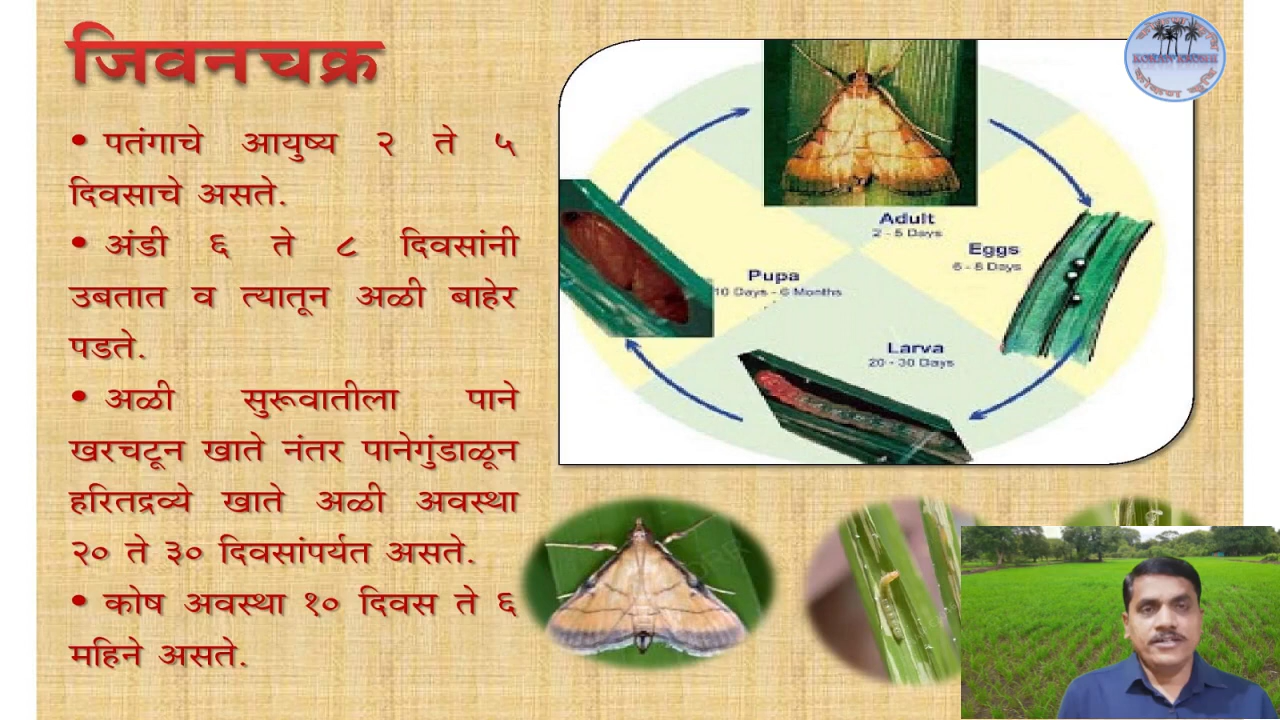 जिवनचक्र
• पतंगाचे आयुष्य २ ते ५
दिवसाचे असते.
• अंडी ६ ते ८ दिवसांनी
उबतात व त्यातून अळी बाहेर
पडते.
• अळी सुरूवातीला पाने
खरचटून खाते नंतर पानेगुंडाळून
हरितद्रव्ये खाते अळी अवस्था
२० ते ३० दिवसांपर्यत असते.
• कोष अवस्था १० दिवस ते ६
महिने असते.
Adult
2 - 5 Days
Eggs
6 - 8 Days
Pupa
10 Days - 6 Months
Larva
20 - 30 Days